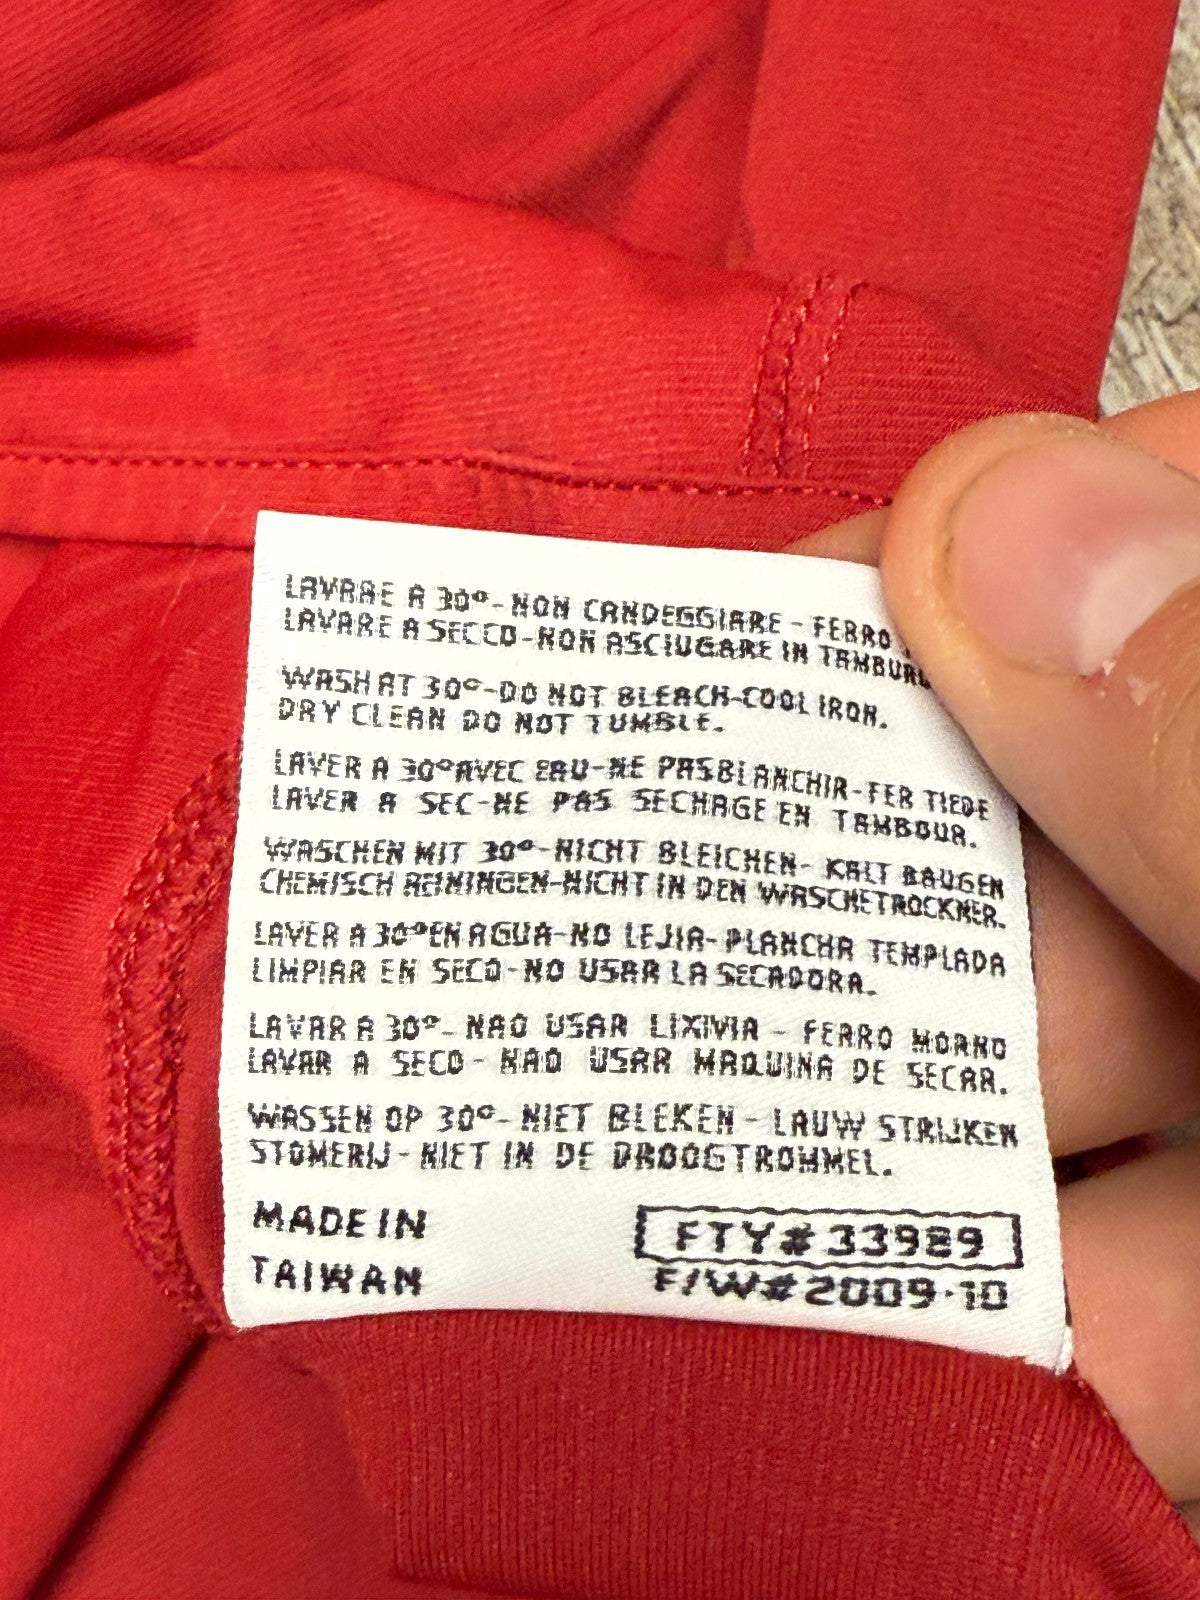 LAVARE A 30°-NON CANDEGGIARE - FERRO
LAVARE A SECCO-NON ASCIUGARE IN
WASH AT 30°-DO NOT BLEACH-COOL IRON.
DRY CLEAN DO NOT TUMBLE.
LAVER A 30°AVEC EAU-NE PAS BLANCHIR-FER TIEDE
LAVER A SEC-NE PAS SECHAGE EN TAMBOUR.
WASCHEN MIT 30°-NICHT BLEICHEN- KALT BAUGEN
CHEMISCH REININGEN-NICHT IN DEN WASCHETROCKNER.
LAVER A 30°EN AGUA-NO LEJIA-PLANCHA TEMPLADA
LIMPIAR EN SECO-NO USAR LA SECADORA.
LAVAR A 30°- NAO USAR LIXIVIA - FERRO MORNO
LAVAR A SECO- NAO USAR MAQUINA DE SECAR.
WASSEN OP 30°-NIET BLEKEN- LAUW STRIJKEN
STOMERIJ-NIET IN DE DROOGTROMMEL.
MADE IN
TAIWAN
FTY#33989
F/W#2009-10